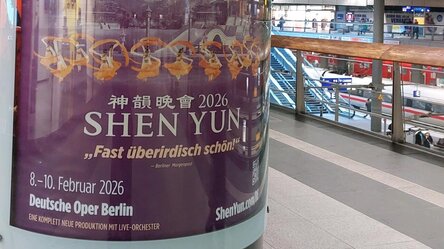 神韻晚會 2026
SHEN YUN
„Fast überirdisch schön!“
— Berliner Morgenpost
8.–10. Februar 2026
Deutsche Oper Berlin
EINE KOMPLETT NEUE PRODUKTION MIT LIVE-ORCHESTER
ShenYun.com/